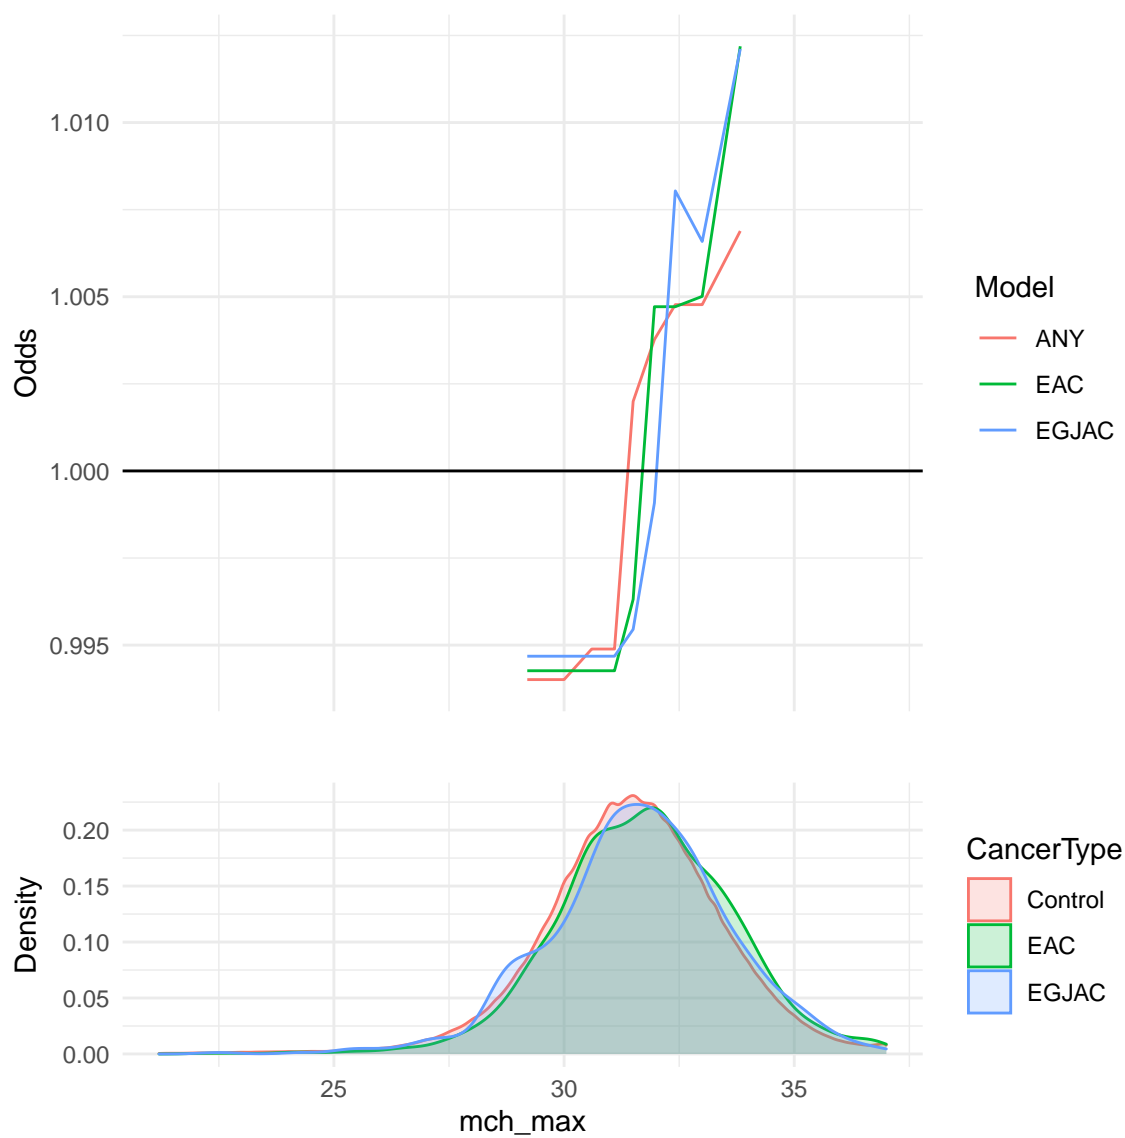 1.010
1.005
1.000
0.995
Odds
Model
ANY
EAC
EGJAC
0.20
0.15
0.10
0.05
0.00
Density
25 30 35
mch_max
CancerType
Control
EAC
EGJAC